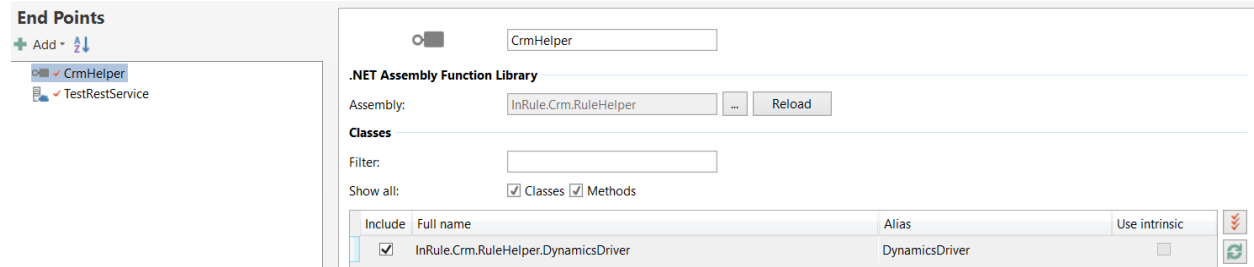 End Points
Add
CrmHelper
TestRestService
CrmHelper
.NET Assembly Function Library
Assembly: InRule.Crm.RuleHelper ... Reload
Classes
Filter:
Show all: Classes Methods
Include Full name Alias Use intrinsic
InRule.Crm.RuleHelper.DynamicsDriver DynamicsDriver